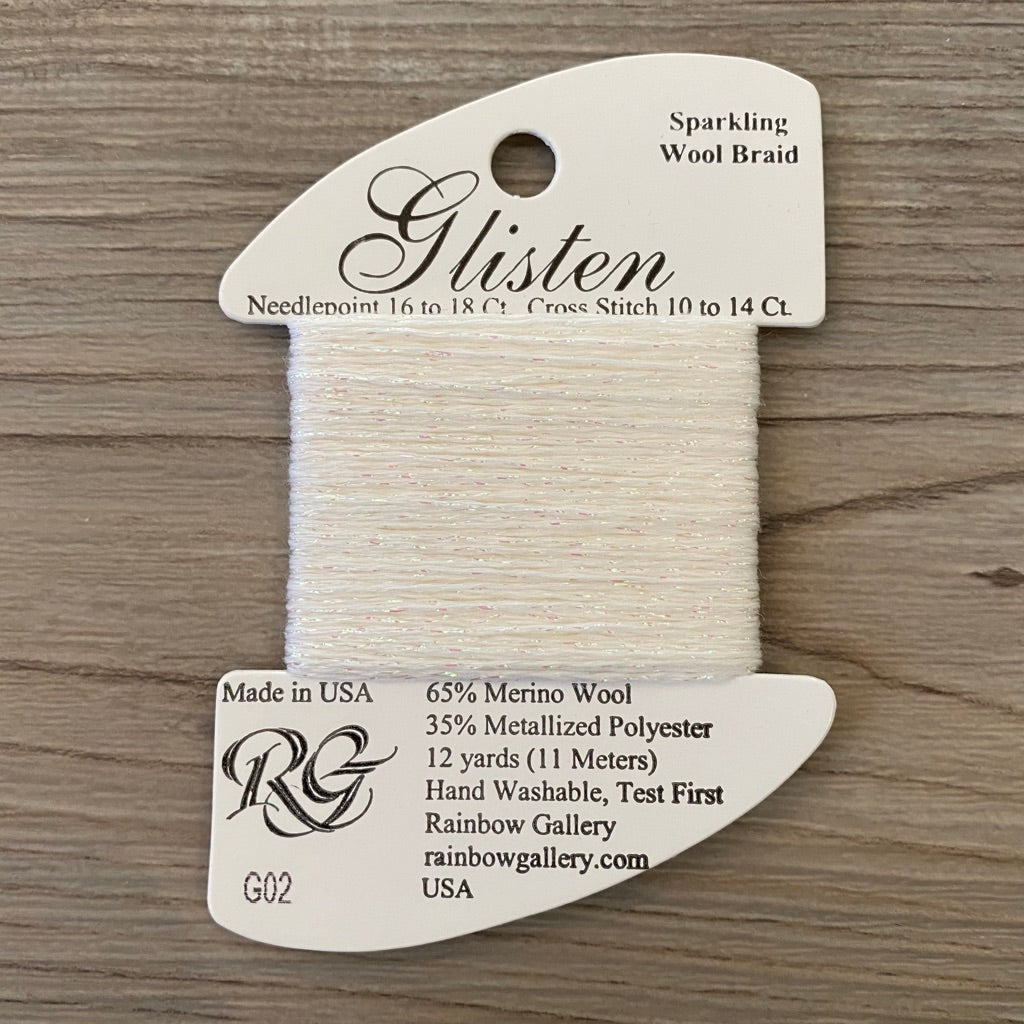 Sparkling
Wool Braid
Glisten
Needlepoint 16 to 18 Ct. Cross Stitch 10 to 14 Ct.
Made in USA
RG
G02
65% Merino Wool
35% Metallized Polyester
12 yards (11 Meters)
Hand Washable, Test First
Rainbow Gallery
rainbowgallery.com
USA